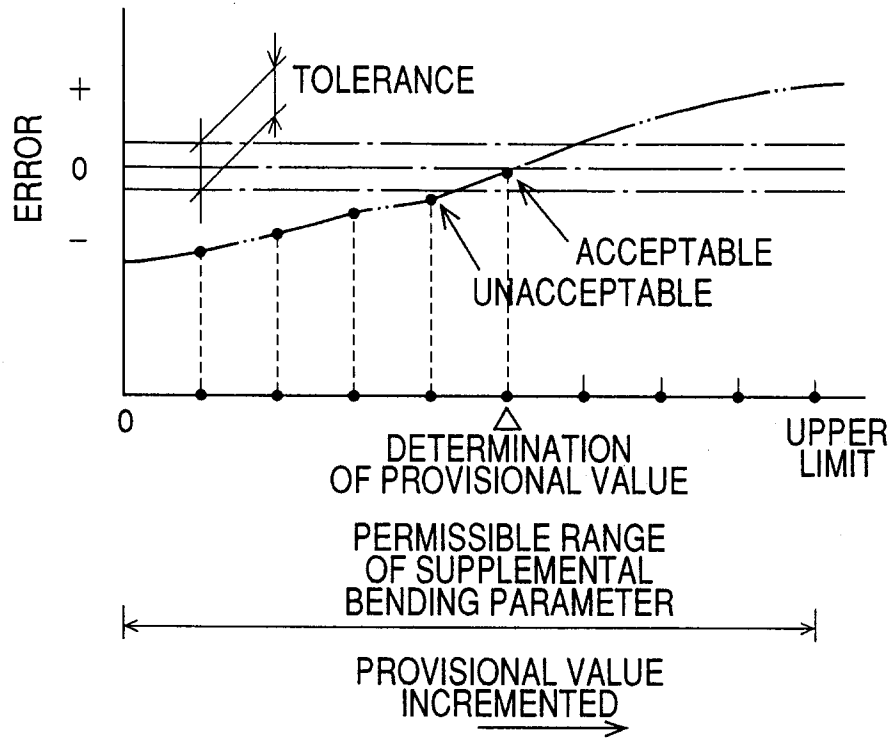 +
TOLERANCE
ERROR
0
−
ACCEPTABLE
UNACCEPTABLE
0
DETERMINATION
OF PROVISIONAL VALUE
UPPER
LIMIT
PERMISSIBLE RANGE
OF SUPPLEMENTAL
BENDING PARAMETER
PROVISIONAL VALUE
INCREMENTED